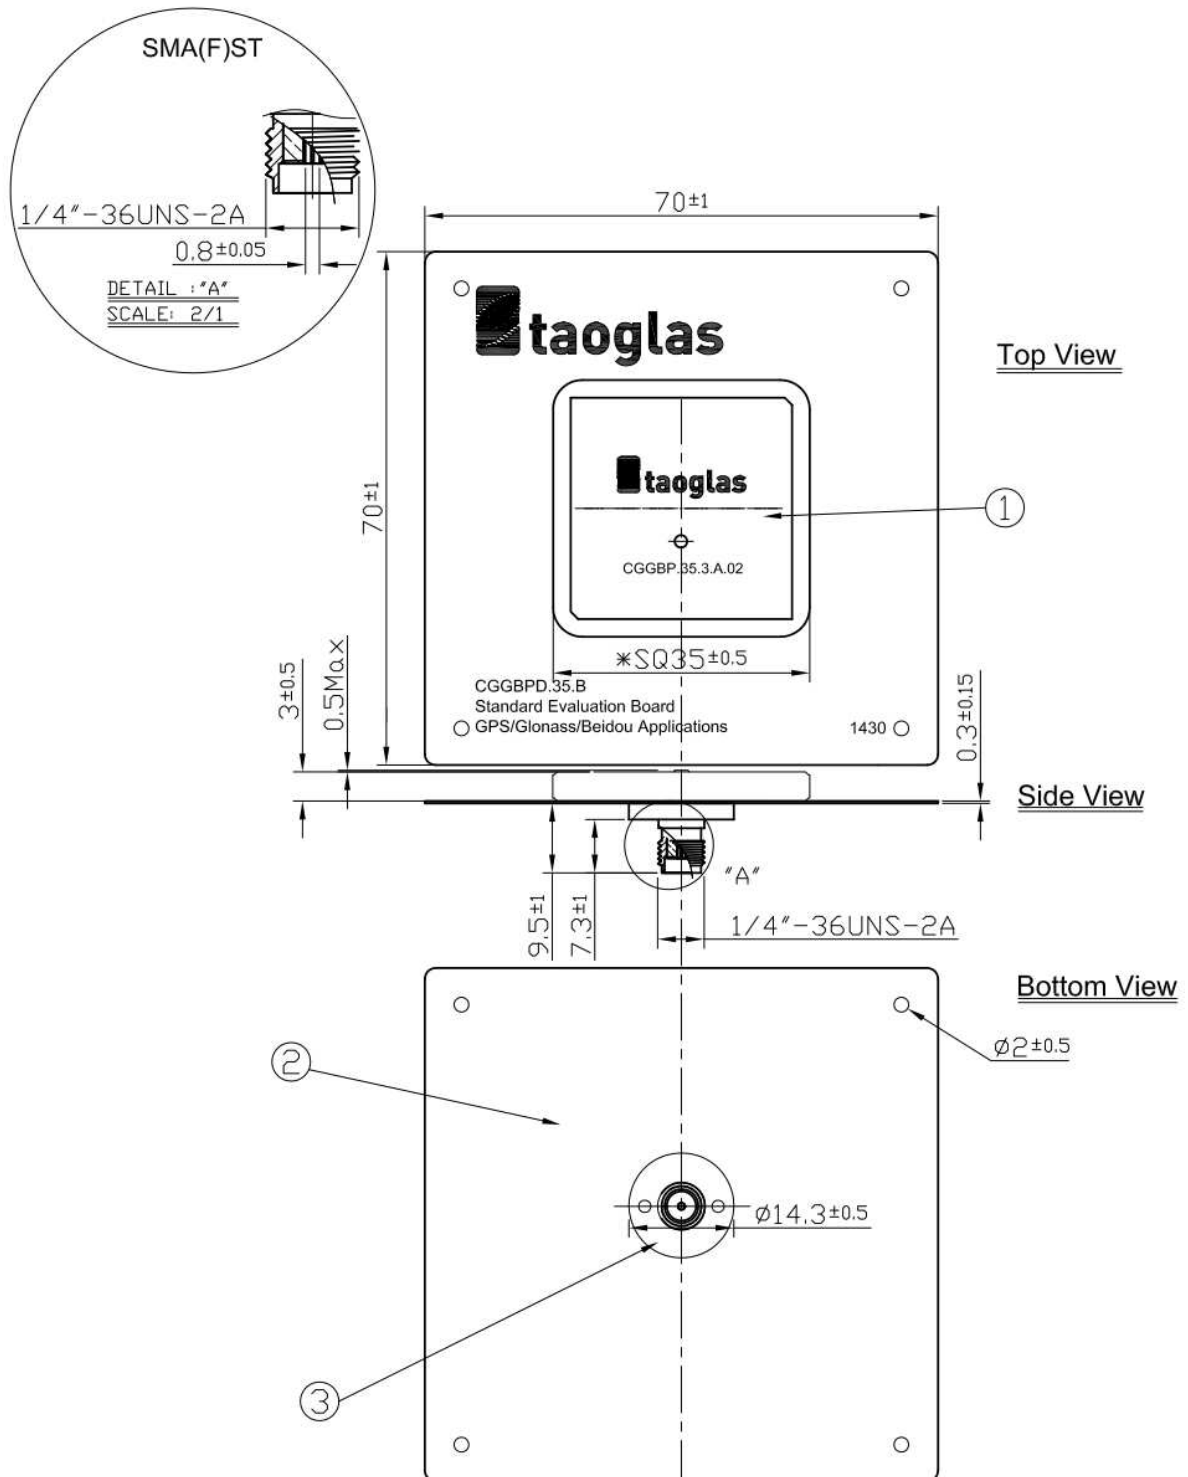 SMA(F)ST
1/4"-36UNS-2A
0.8±0.05
DETAIL :"A"
SCALE: 2/1
70±1
taoglas
Top View
70±1
taoglas
1
CGGBP.35.3.A.02
*SQ35±0.5
3±0.5
0.5Max
CGGBPD.35.B
Standard Evaluation Board
GPS/Glonass/Beidou Applications
1430
0.3±0.15
Side View
"A"
9.5±1
7.3±1
1/4"-36UNS-2A
Bottom View
ø2±0.5
2
ø14.3±0.5
3